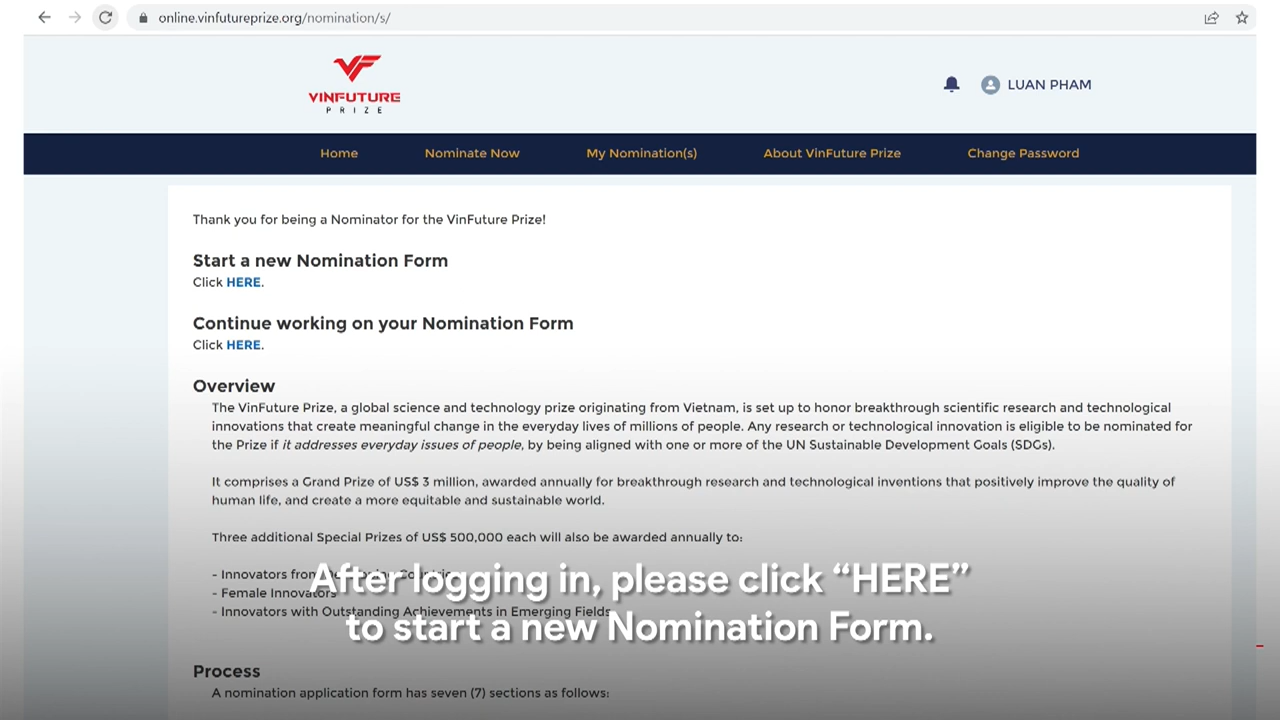 online.vinfutureprize.org/nomination/s/
VINFUTURE
PRIZE
LUAN PHAM
Home Nominate Now My Nomination(s) About VinFuture Prize Change Password
Thank you for being a Nominator for the VinFuture Prize!
Start a new Nomination Form
Click HERE.
Continue working on your Nomination Form
Click HERE.
Overview
The VinFuture Prize, a global science and technology prize originating from Vietnam, is set up to honor breakthrough scientific research and technological
innovations that create meaningful change in the everyday lives of millions of people. Any research or technological innovation is eligible to be nominated for
the Prize if it addresses everyday issues of people, by being aligned with one or more of the UN Sustainable Development Goals (SDGs).
It comprises a Grand Prize of US$ 3 million, awarded annually for breakthrough research and technological inventions that positively improve the quality of
human life, and create a more equitable and sustainable world.
Three additional Special Prizes of US$ 500,000 each will also be awarded annually to:
- Innovators from
- Female Innovators
- Innovators with Outstanding Achievements in Emerging Fields
After logging in, please click “HERE”
to start a new Nomination Form.
Process
A nomination application form has seven (7) sections as follows: